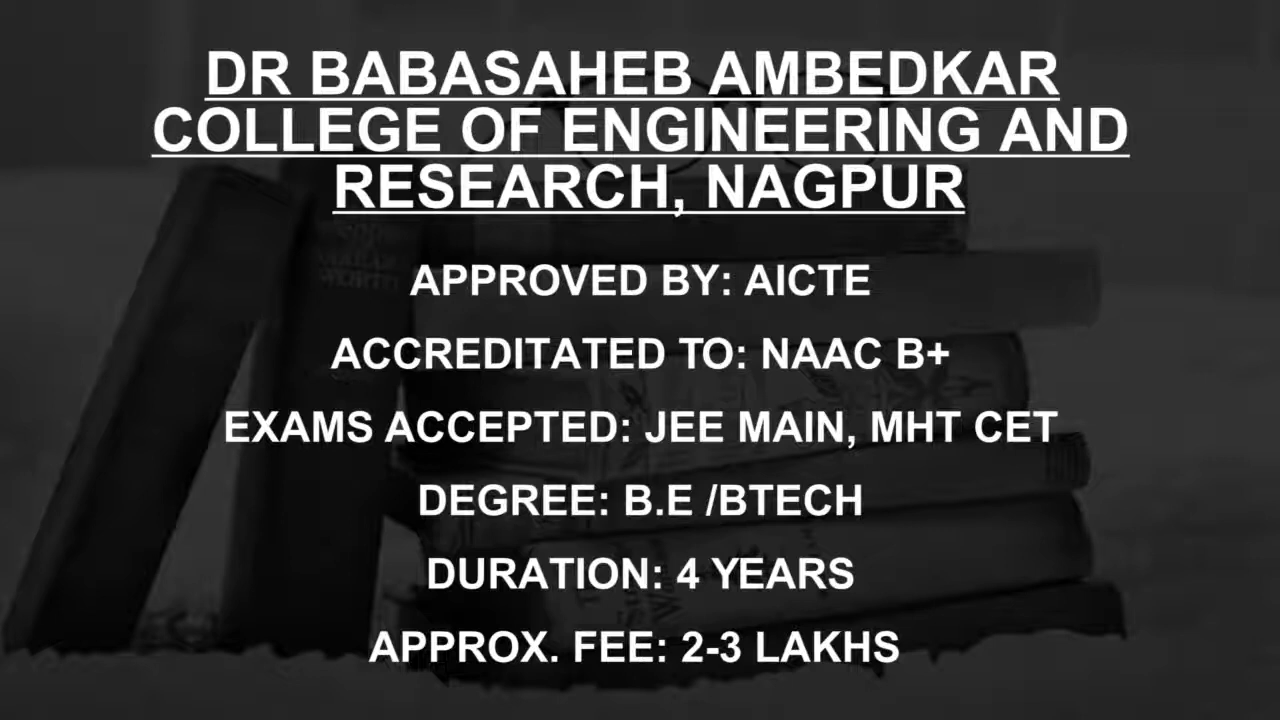 DR BABASAHEB AMBEDKAR
COLLEGE OF ENGINEERING AND
RESEARCH, NAGPUR
APPROVED BY: AICTE
ACCREDITATED TO: NAAC B+
EXAMS ACCEPTED: JEE MAIN, MHT CET
DEGREE: B.E /BTECH
DURATION: 4 YEARS
APPROX. FEE: 2-3 LAKHS